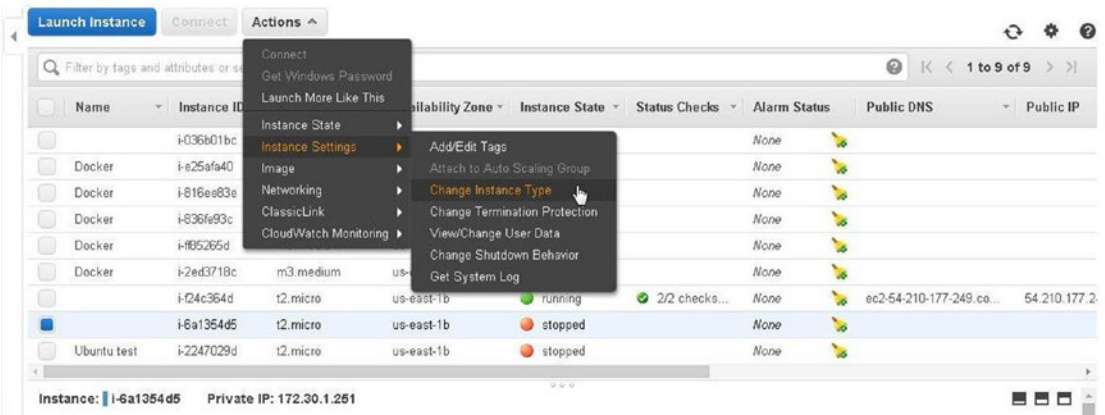 Launch Instance Connect Actions
Filter by tags and attributes or se 1 to 9 of 9
Connect
Get Windows Password
Launch More Like This
Name Instance ID ailability Zone Instance State Status Checks Alarm Status Public DNS Public IP
Instance State
i-036b01bc None
Instance Settings Add/Edit Tags
Docker i-e25afa40 Image Attach to Auto Scaling Group None
Docker i-816ee83e Networking Change Instance Type None
Docker i-836fe93c ClassicLink Change Termination Protection None
CloudWatch Monitoring View/Change User Data
Docker i-ff85265d Change Shutdown Behavior None
Docker i-2ed3718c m3.medium us- Get System Log None
i-f24c364d t2.micro us-east-1b running 2/2 checks... None ec2-54-210-177-249.co... 54.210.177.2
i-6a1354d5 t2.micro us-east-1b stopped None
Ubuntu test i-2247029d t2.micro us-east-1b stopped None
Instance: i-6a1354d5 Private IP: 172.30.1.251